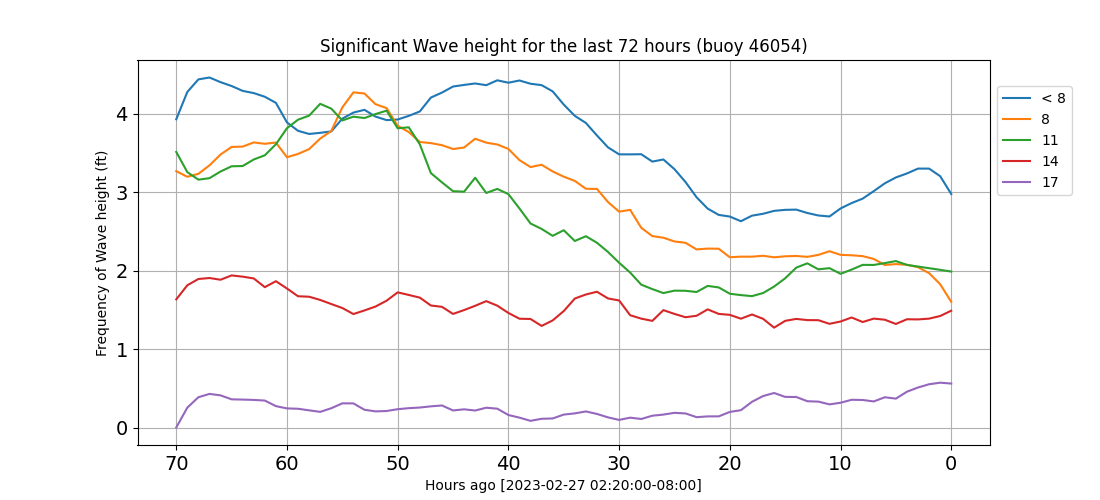 Significant Wave height for the last 72 hours (buoy 46054)
Frequency of Wave height (ft)
4
3
2
1
0
70 60 50 40 30 20 10 0
Hours ago [2023-02-27 02:20:00-08:00]
< 8
8
11
14
17